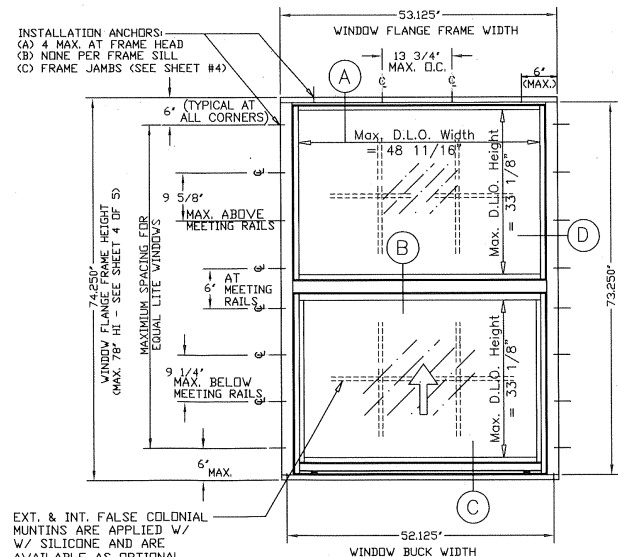 53.125"
WINDOW FLANGE FRAME WIDTH
INSTALLATION ANCHORS:
(A) 4 MAX. AT FRAME HEAD
(B) NONE PER FRAME SILL
(C) FRAME JAMBS (SEE SHEET #4)
13 3/4"
MAX. O.C.
6"
(MAX.)
A
6" (TYPICAL AT
ALL CORNERS)
Max. D.L.O. Width
= 48 11/16"
Max. D.L.O. Height
= 33 1/8"
9 5/8"
MAX. ABOVE
MEETING RAILS
D
B
74.250"
WINDOW FLANGE FRAME HEIGHT
(MAX. 78" HI - SEE SHEET 4 OF 5)
MAXIMUM SPACING FOR
EQUAL LITE WINDOWS
73.250"
AT
6" MEETING
RAILS
9 1/4"
MAX. BELOW
MEETING RAILS
Max. D.L.O. Height
= 33 1/8"
6"
MAX.
C
EXT. & INT. FALSE COLONIAL
MUNTINS ARE APPLIED W/
W/ SILICONE AND ARE
AVAILABLE AS OPTIONAL
52.125"
WINDOW BUCK WIDTH